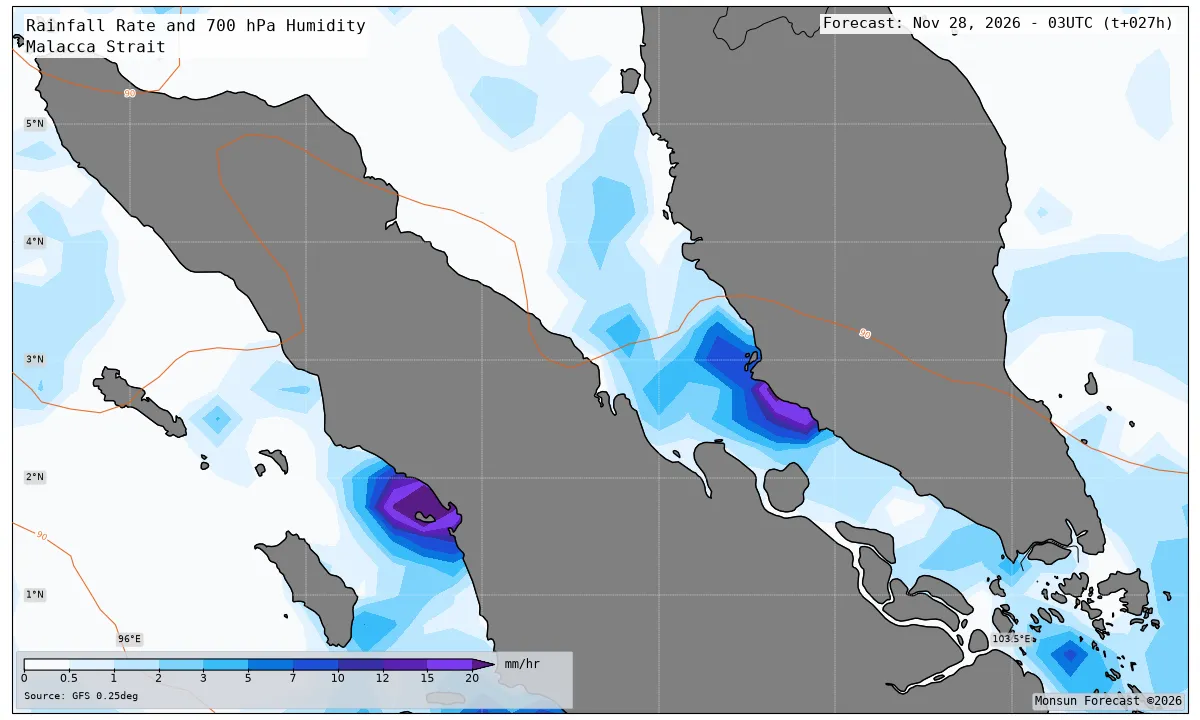 Rainfall Rate and 700 hPa Humidity
Malacca Strait
Forecast: Nov 28, 2026 - 03UTC (t+027h)
90
5°N
4°N
90
3°N
2°N
90
1°N
96°E
103.5°E
mm/hr
0 0.5 1 2 3 5 7 10 12 15 20
Source: GFS 0.25deg
Monsun Forecast ©2026